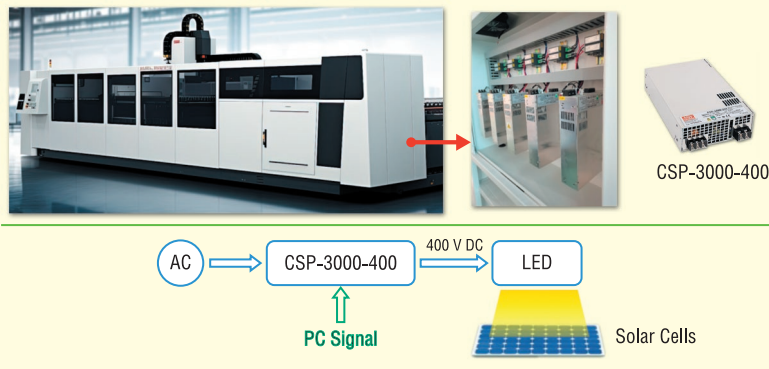 CSP-3000-400
AC
CSP-3000-400
400 V DC
LED
PC Signal
Solar Cells